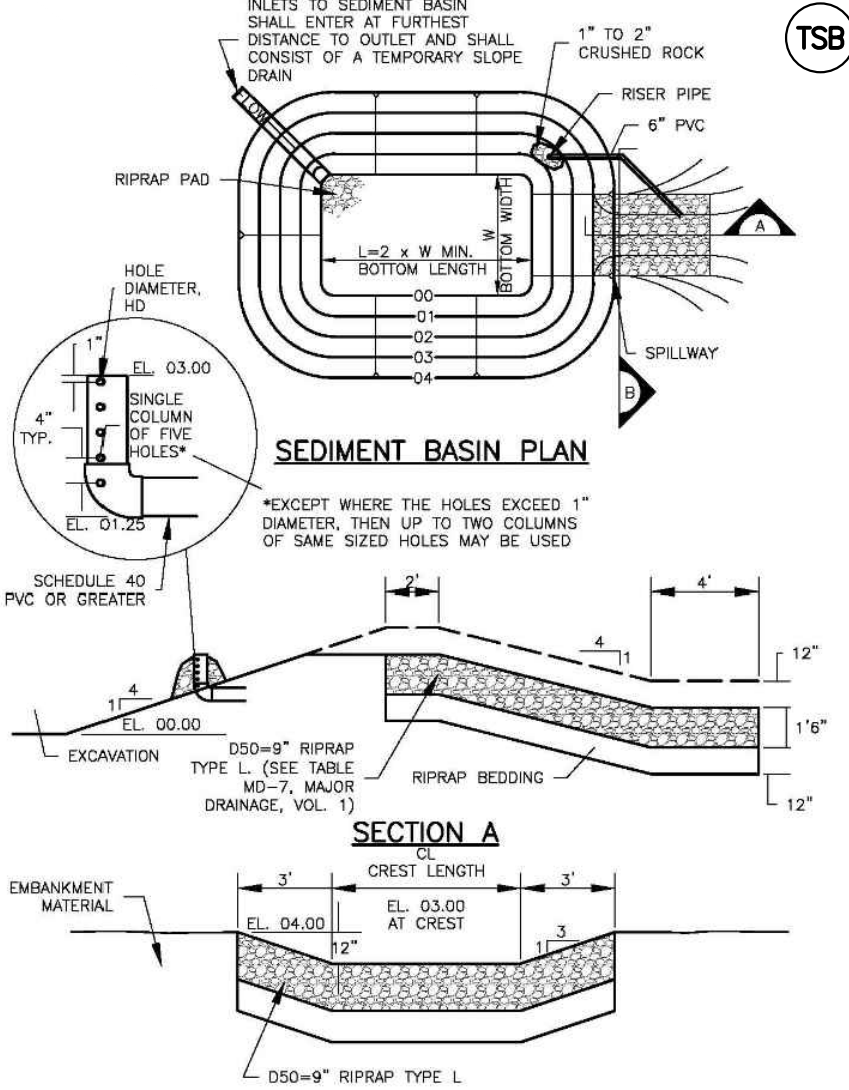 INLETS TO SEDIMENT BASIN
SHALL ENTER AT FURTHEST
DISTANCE TO OUTLET AND SHALL
CONSIST OF A TEMPORARY SLOPE
DRAIN
1" TO 2"
CRUSHED ROCK
TSB
RISER PIPE
6" PVC
FLOW
RIPRAP PAD
W
BOTTOM WIDTH
L=2 x W MIN.
BOTTOM LENGTH
A
00
01
02
03
04
SPILLWAY
B
HOLE
DIAMETER,
HD
1"
EL. 03.00
4"
TYP.
SINGLE
COLUMN
OF FIVE
HOLES*
EL. 01.25
SEDIMENT BASIN PLAN
*EXCEPT WHERE THE HOLES EXCEED 1"
DIAMETER, THEN UP TO TWO COLUMNS
OF SAME SIZED HOLES MAY BE USED
SCHEDULE 40
PVC OR GREATER
2'
4'
4
1
12"
4
1
EL. 00.00
EXCAVATION
1'6"
D50=9" RIPRAP
TYPE L. (SEE TABLE
MD-7, MAJOR
DRAINAGE, VOL. 1)
RIPRAP BEDDING
12"
SECTION A
CL
CREST LENGTH
3'
3'
EMBANKMENT
MATERIAL
EL. 04.00
EL. 03.00
AT CREST
12"
3
1
D50=9" RIPRAP TYPE L